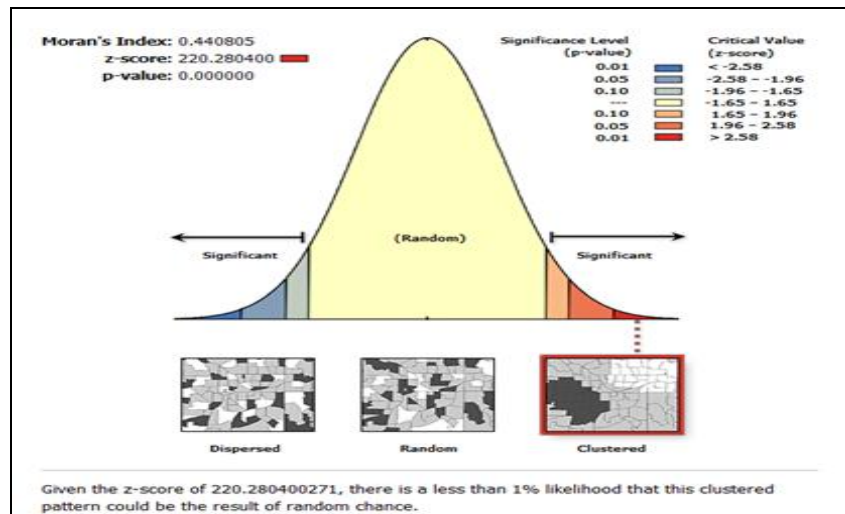 Moran's Index: 0.440805
z-score: 220.280400
p-value: 0.000000
Significance Level
(p-value)
Critical Value
(z-score)
0.01 < -2.58
0.05 -2.58 – -1.96
0.10 -1.96 – -1.65
--- -1.65 – 1.65
0.10 1.65 – 1.96
0.05 1.96 – 2.58
0.01 > 2.58
Significant
(Random)
Significant
Dispersed
Random
Clustered
Given the z-score of 220.280400271, there is a less than 1% likelihood that this clustered
pattern could be the result of random chance.